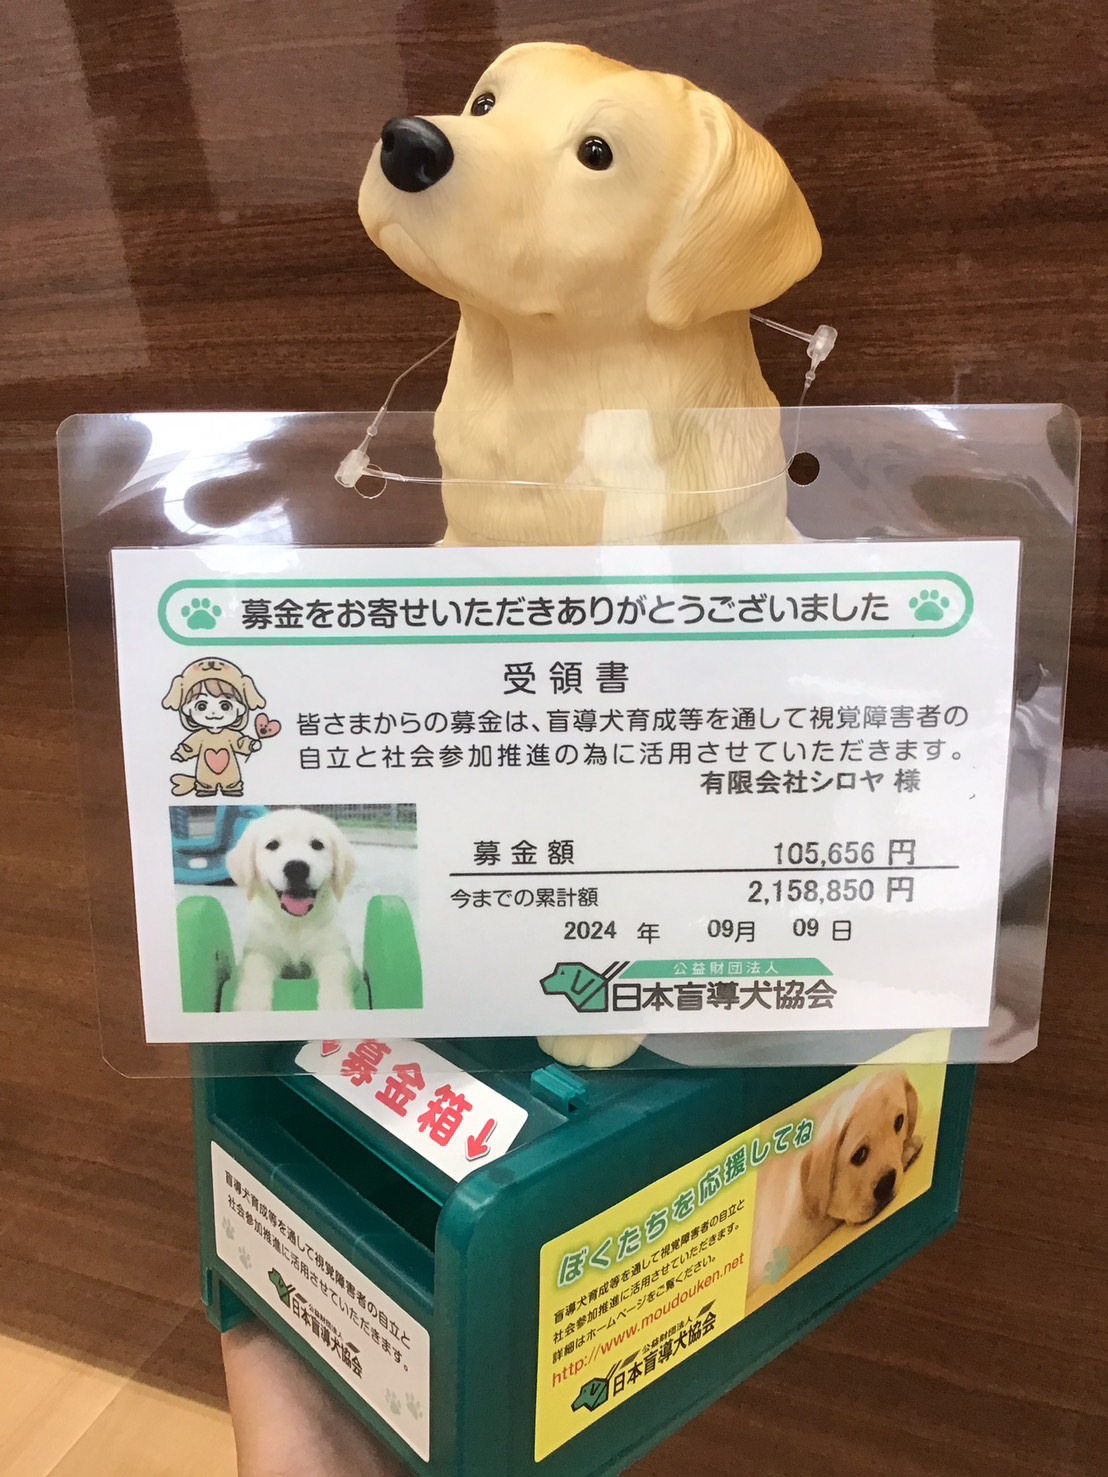 募金をお寄せいただきありがとうございました
受領書
皆さまからの募金は、盲導犬育成等を通して視覚障害者の
自立と社会参加推進の為に活用させていただきます。
有限会社シロヤ 様
募金額 105,656 円
今までの累計額 2,158,850 円
2024 年 09月 09 日
公益財団法人
日本盲導犬協会
↓募金箱↓
盲導犬育成等を通して視覚障害者の自立と
社会参加推進に活用させていただきます。
公益財団法人
日本盲導犬協会
ぼくたちを応援してね
盲導犬育成等を通して視覚障害者の自立と
社会参加推進に活用させていただきます。
詳細はホームページをご覧ください。
http://www.moudouken.net
公益財団法人
日本盲導犬協会